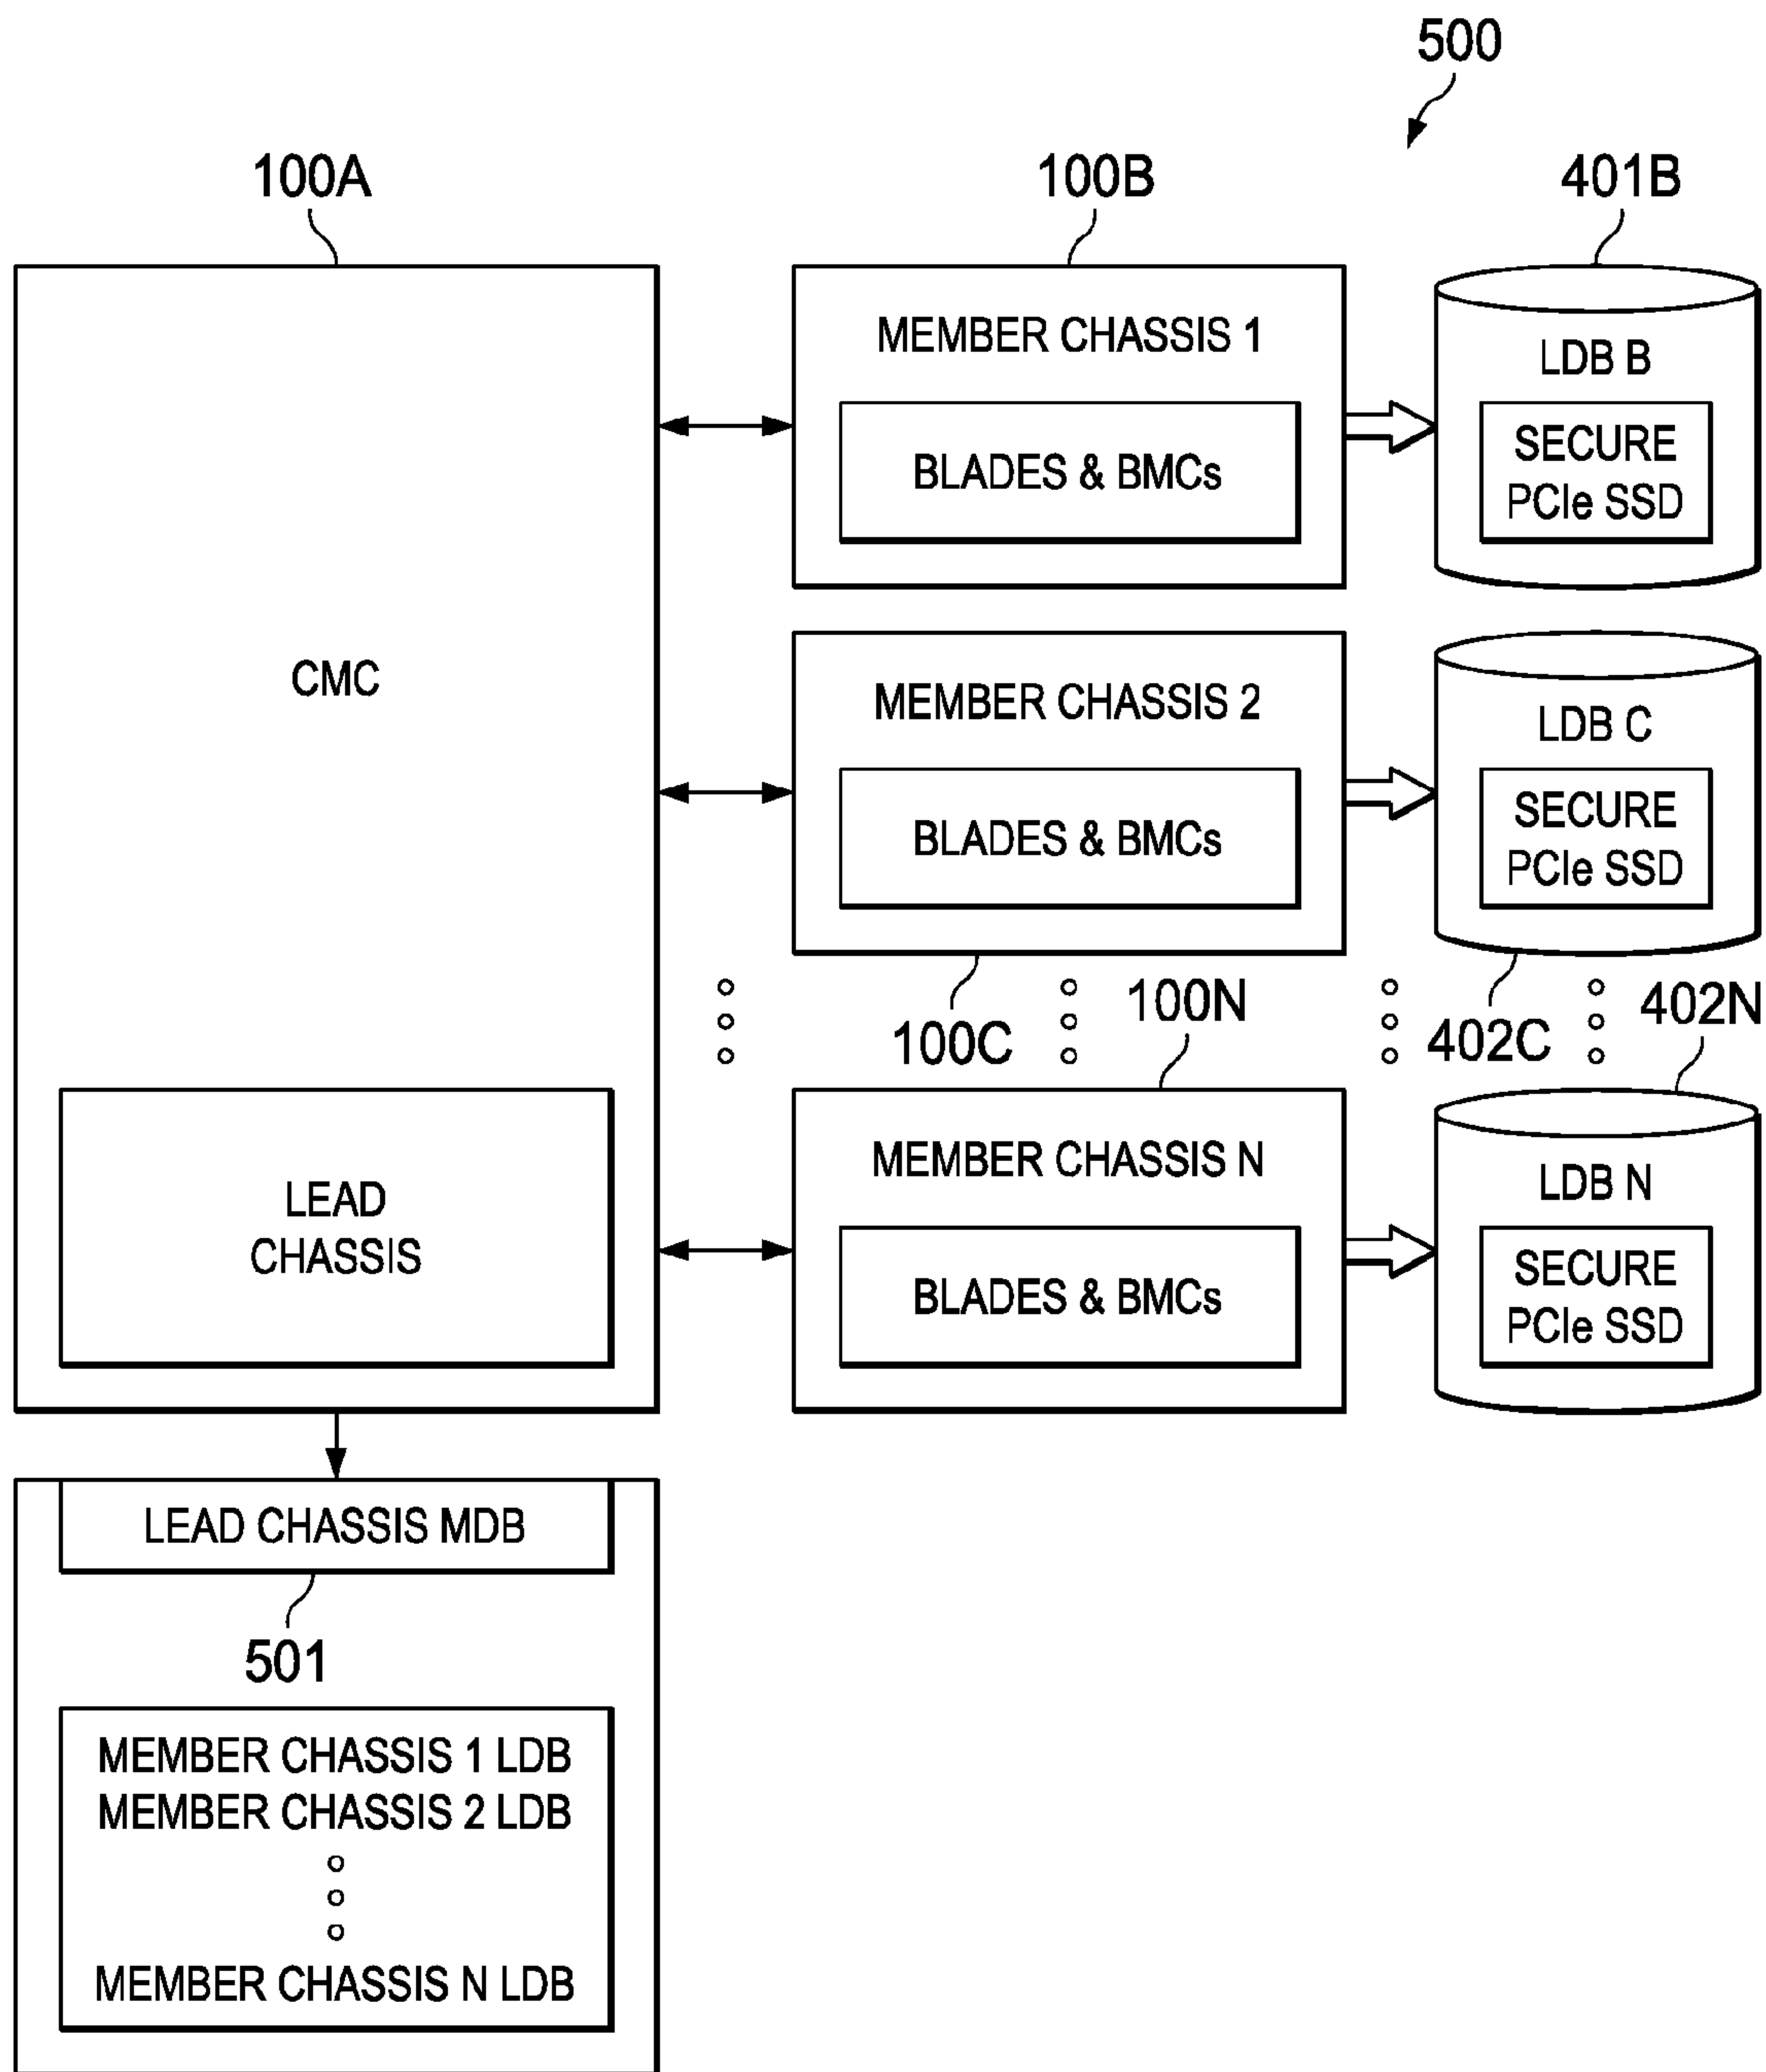 500
100A
100B
401B
MEMBER CHASSIS 1
LDB B
BLADES & BMCs
SECURE
PCIe SSD
CMC
MEMBER CHASSIS 2
LDB C
BLADES & BMCs
SECURE
PCIe SSD
100C
100N
402C
402N
LEAD
CHASSIS
MEMBER CHASSIS N
LDB N
BLADES & BMCs
SECURE
PCIe SSD
LEAD CHASSIS MDB
501
MEMBER CHASSIS 1 LDB
MEMBER CHASSIS 2 LDB
MEMBER CHASSIS N LDB